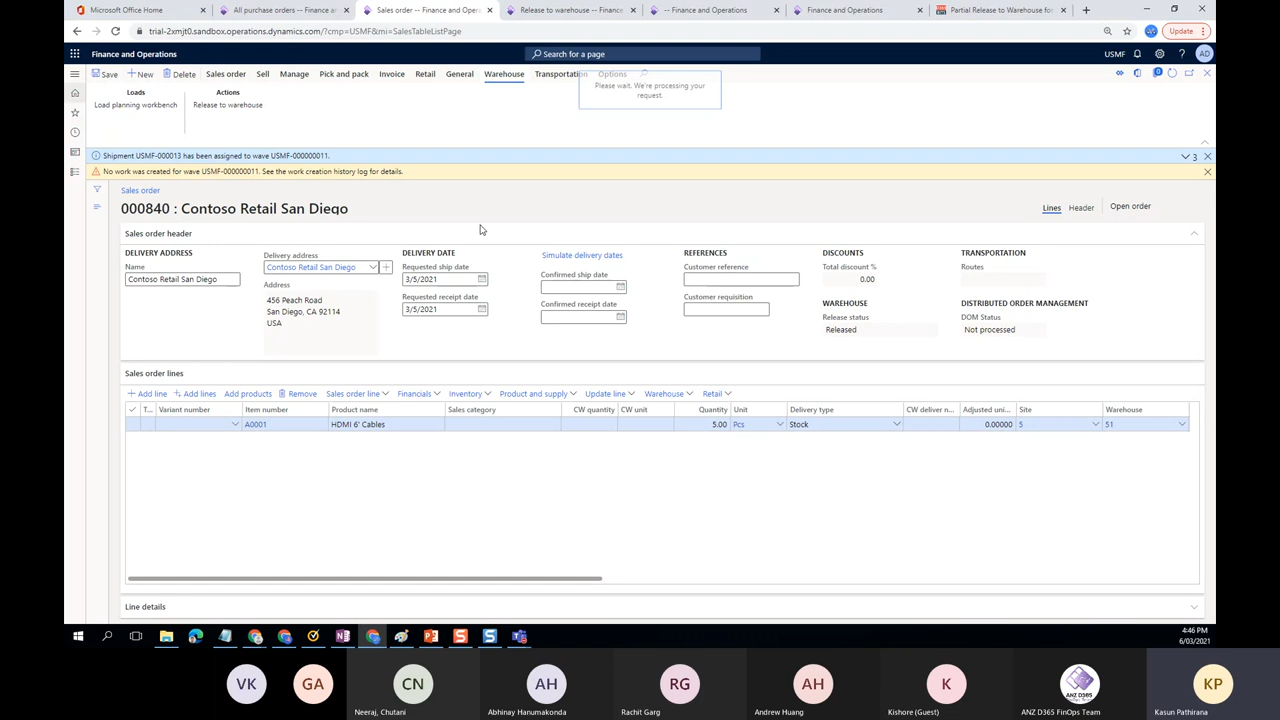 Microsoft Office Home
All purchase orders -- Finance a
Sales order -- Finance and Oper
Release to warehouse -- Finance
-- Finance and Operations
Finance and Operations
Partial Release to Warehouse for
trial-2xmjt0.sandbox.operations.dynamics.com/?cmp=USMF&mi=SalesTableListPage
Update
Finance and Operations
Search for a page
USMF
AD
Save
New
Delete
Sales order
Sell
Manage
Pick and pack
Invoice
Retail
General
Warehouse
Transportation
Options
0
Please wait. We're processing your
request.
Loads
Actions
Load planning workbench
Release to warehouse
Shipment USMF-000013 has been assigned to wave USMF-000000011.
3
No work was created for wave USMF-000000011. See the work creation history log for details.
Sales order
000840 : Contoso Retail San Diego
Lines
Header
Open order
Sales order header
DELIVERY ADDRESS
Name
Contoso Retail San Diego
Delivery address
Contoso Retail San Diego
Address
456 Peach Road
San Diego, CA 92114
USA
DELIVERY DATE
Requested ship date
3/5/2021
Requested receipt date
3/5/2021
Simulate delivery dates
Confirmed ship date
Confirmed receipt date
REFERENCES
Customer reference
Customer requisition
DISCOUNTS
Total discount %
0.00
WAREHOUSE
Release status
Released
TRANSPORTATION
Routes
DISTRIBUTED ORDER MANAGEMENT
DOM Status
Not processed
Sales order lines
Add line
Add lines
Add products
Remove
Sales order line
Financials
Inventory
Product and supply
Update line
Warehouse
Retail
T...
Variant number
Item number
Product name
Sales category
CW quantity
CW unit
Quantity
Unit
Delivery type
CW deliver n...
Adjusted uni...
Site
Warehouse
A0001
HDMI 6' Cables
5.00
Pcs
Stock
0.00000
5
51
Line details
4:46 PM
6/03/2021
VK
GA
CN
AH
RG
AH
K
KP
Neeraj, Chutani
Abhinay Hanumakonda
Rachit Garg
Andrew Huang
Kishore (Guest)
ANZ D365 FinOps Team
Kasun Pathirana